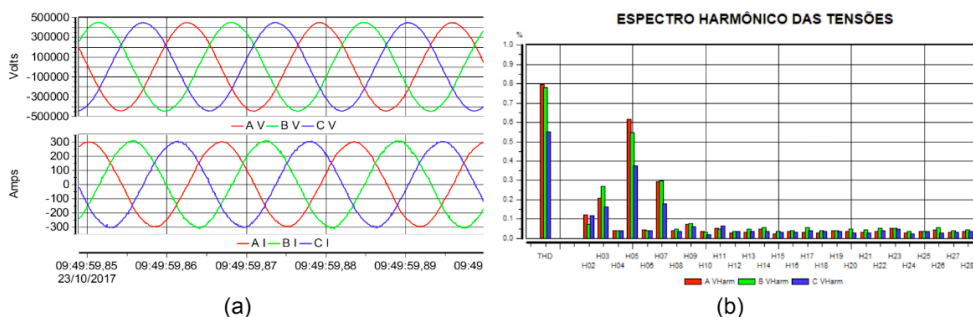 500000
300000
100000
-100000
-300000
-500000
Volts
A V B V C V
300
200
100
0
-100
-200
-300
Amps
A I B I C I
09:49:59,85 09:49:59,86 09:49:59,87 09:49:59,88 09:49:59,89 09:49
23/10/2017
(a)
ESPECTRO HARMÔNICO DAS TENSÕES
%
1.0
0.9
0.8
0.7
0.6
0.5
0.4
0.3
0.2
0.1
0.0
THD H03 H05 H07 H09 H11 H13 H15 H17 H19 H21 H23 H25 H27
H02 H04 H06 H08 H10 H12 H14 H16 H18 H20 H22 H24 H26 H28
A VHarm B VHarm C VHarm
(b)